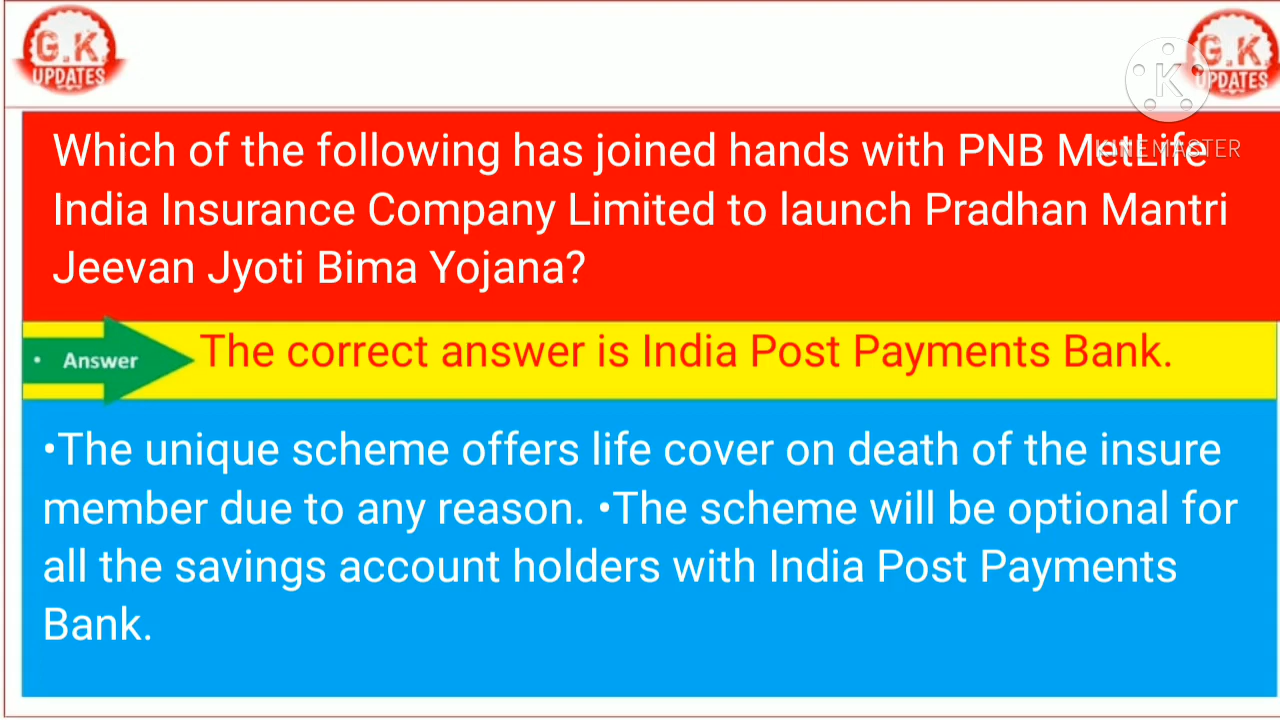 G.K.
UPDATES
G.K.
UPDATES
K
KINEMASTER
Which of the following has joined hands with PNB MetLife
India Insurance Company Limited to launch Pradhan Mantri
Jeevan Jyoti Bima Yojana?
• Answer
The correct answer is India Post Payments Bank.
•The unique scheme offers life cover on death of the insure
member due to any reason. •The scheme will be optional for
all the savings account holders with India Post Payments
Bank.